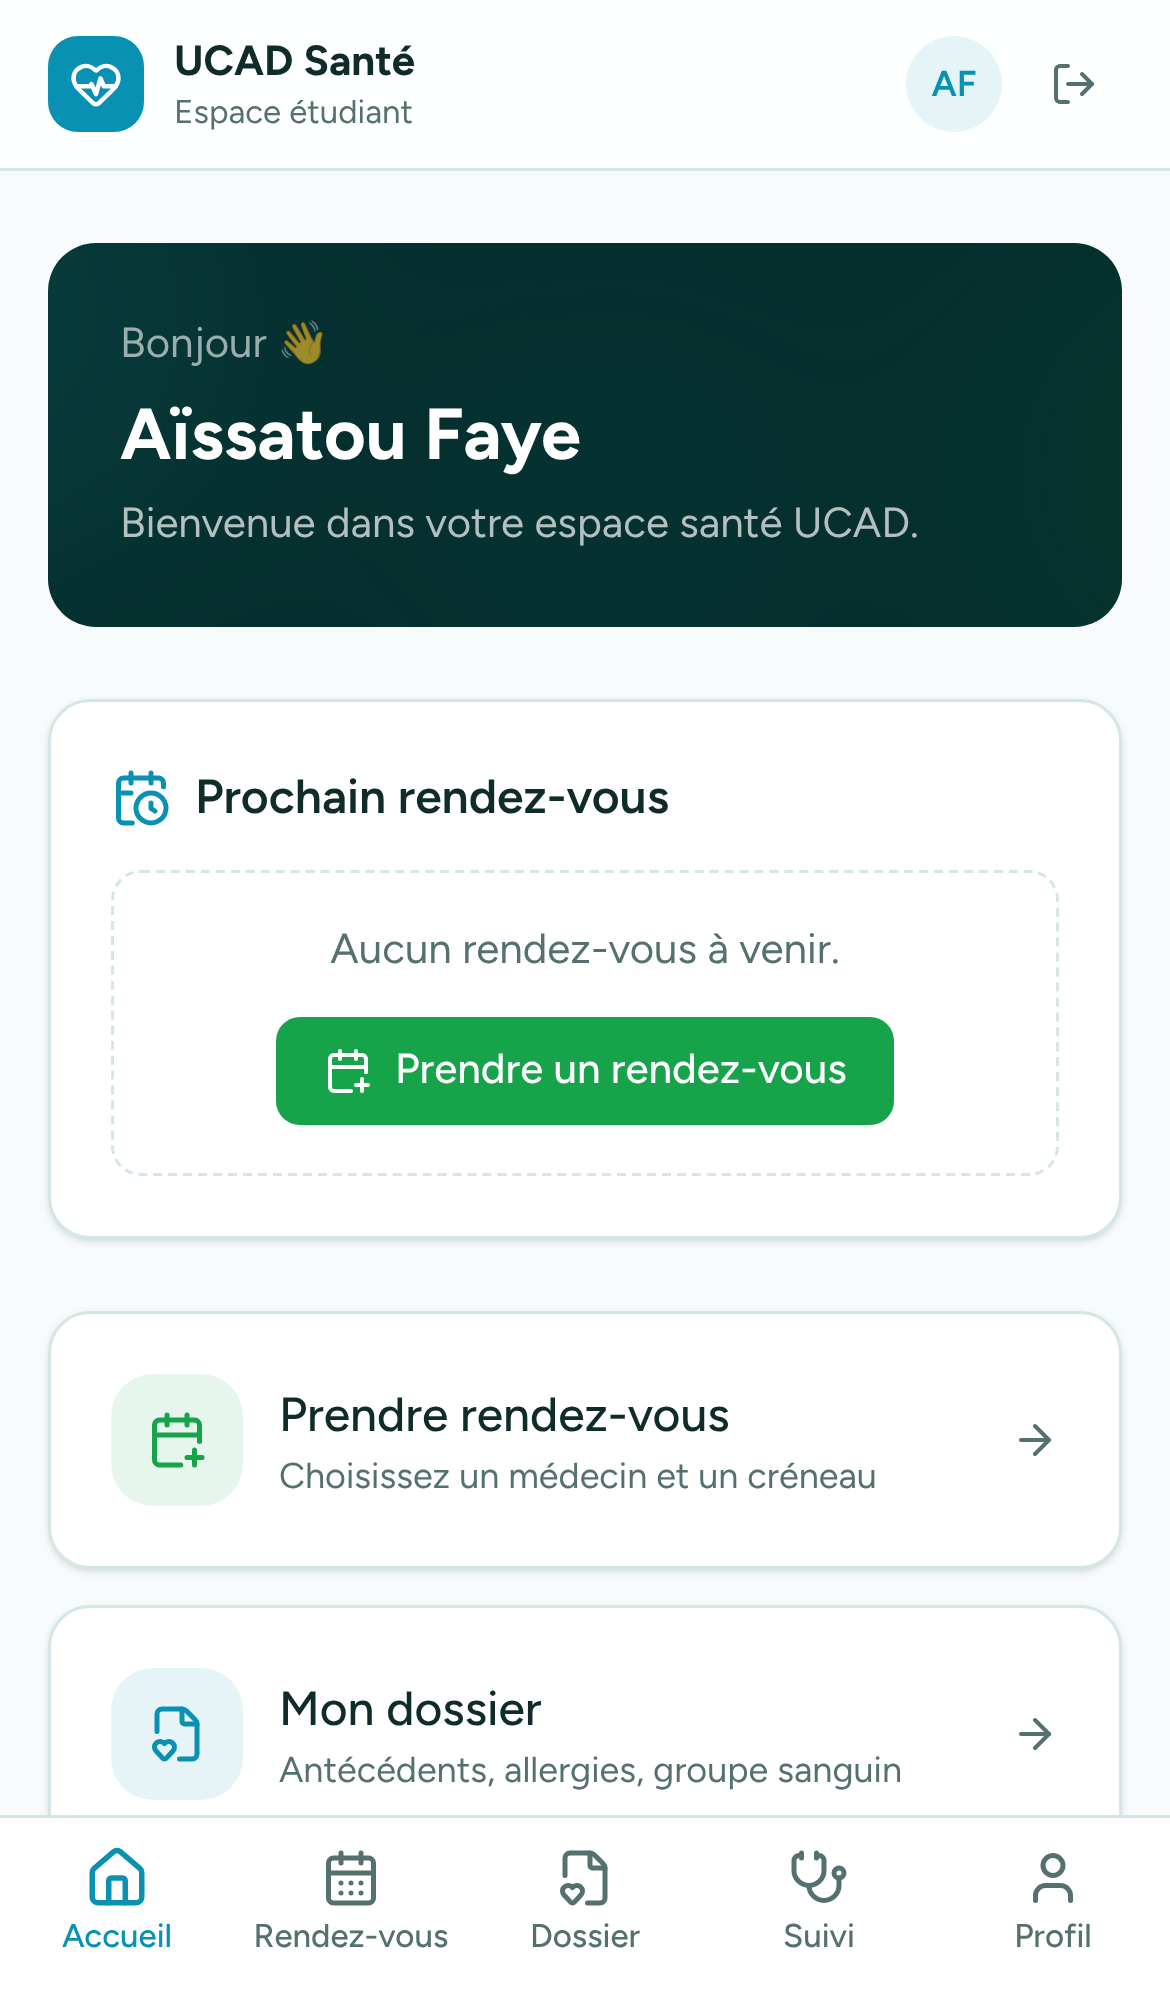 UCAD Santé
Espace étudiant
AF
Bonjour 👋
Aïssatou Faye
Bienvenue dans votre espace santé UCAD.
Prochain rendez-vous
Aucun rendez-vous à venir.
Prendre un rendez-vous
Prendre rendez-vous
Choisissez un médecin et un créneau
Mon dossier
Antécédents, allergies, groupe sanguin
Accueil
Rendez-vous
Dossier
Suivi
Profil